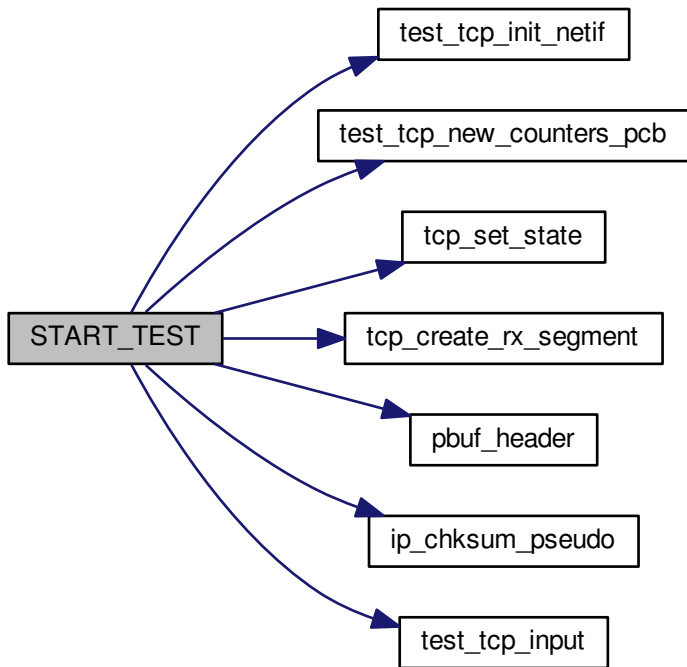 test_tcp_init_netif
test_tcp_new_counters_pcb
tcp_set_state
START_TEST
tcp_create_rx_segment
pbuf_header
ip_chksum_pseudo
test_tcp_input